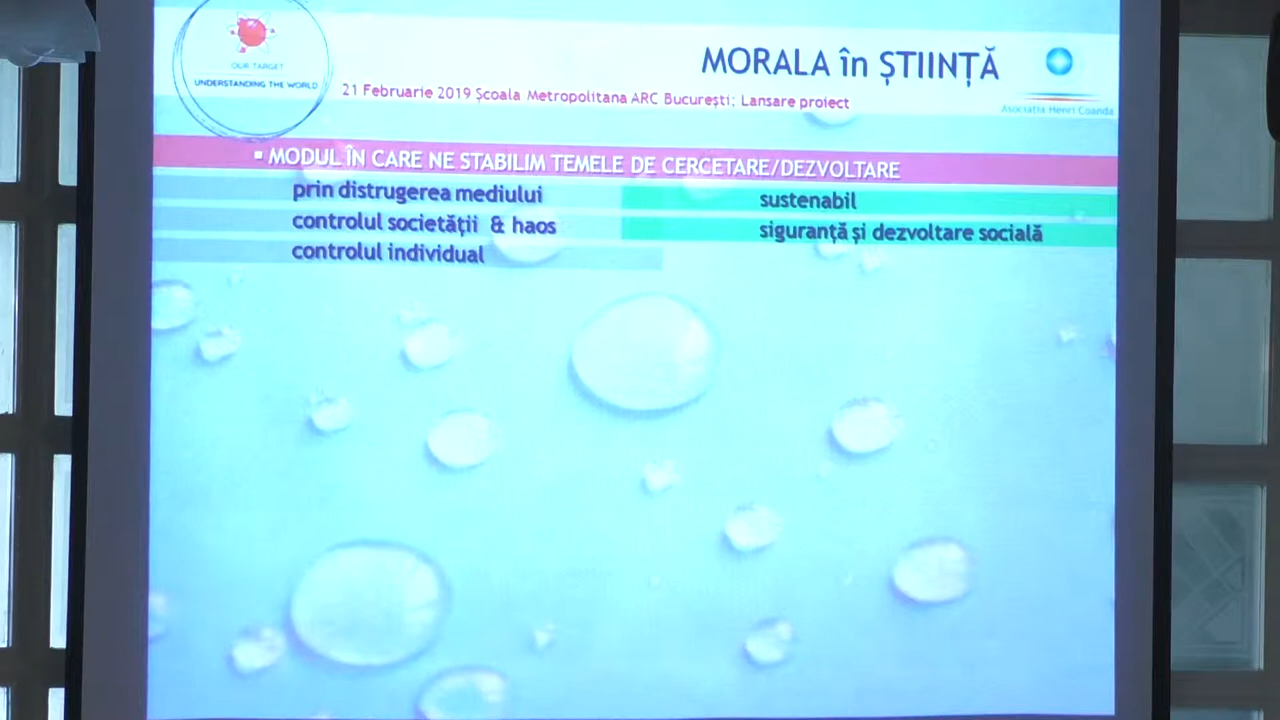 OUR TARGET
UNDERSTANDING THE WORLD
MORALA în ȘTIINȚĂ
21 Februarie 2019 Școala Metropolitana ARC București; Lansare proiect
Asociatia Henri Coanda
▪ MODUL ÎN CARE NE STABILIM TEMELE DE CERCETARE/DEZVOLTARE
prin distrugerea mediului
sustenabil
controlul societății & haos
siguranță și dezvoltare socială
controlul individual